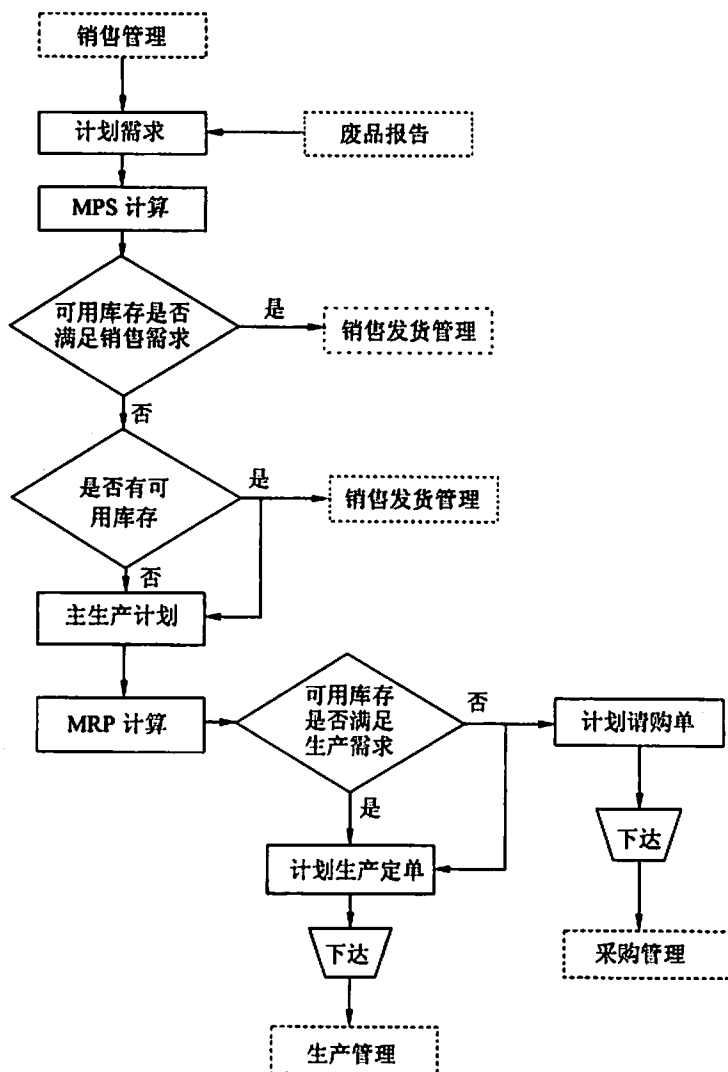 销售管理
计划需求
废品报告
MPS 计算
可用库存是否
满足销售需求
是
销售发货管理
否
是否有可
用库存
是
销售发货管理
否
主生产计划
MRP 计算
可用库存
是否满足
生产需求
否
计划请购单
是
下达
计划生产定单
下达
采购管理
生产管理